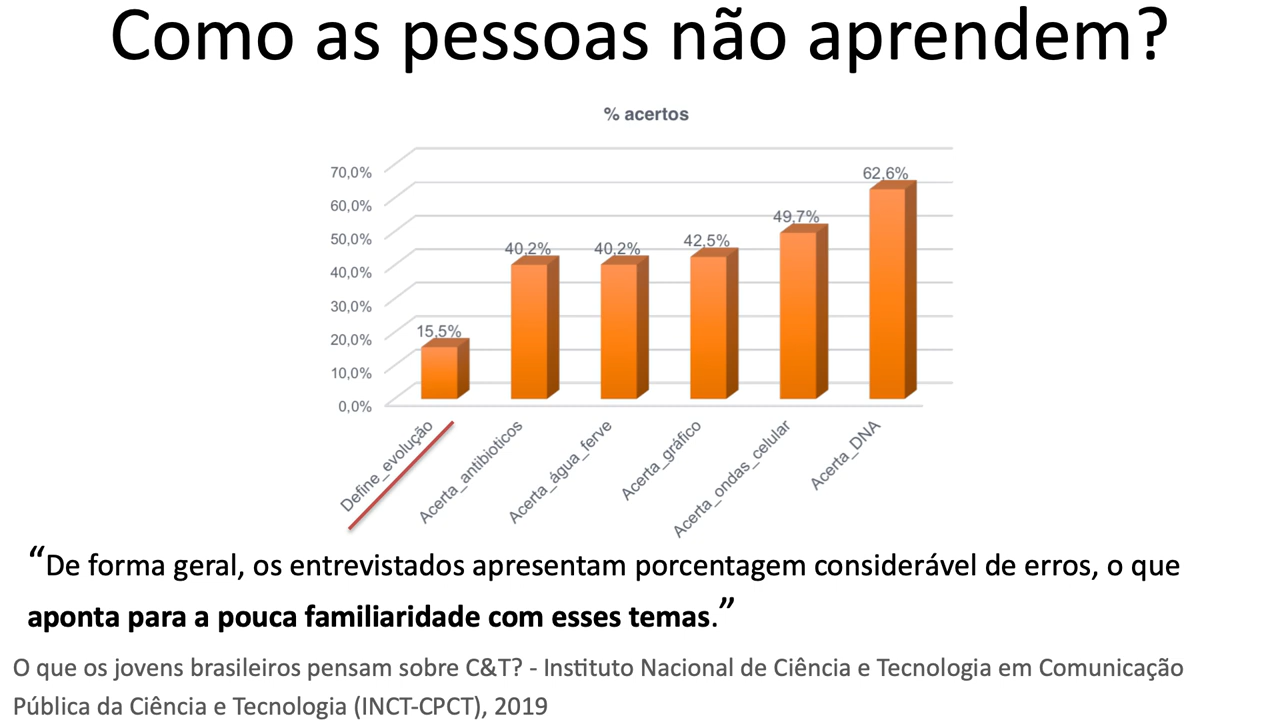 Como as pessoas não aprendem?
% acertos
70,0%
60,0%
50,0%
40,0%
30,0%
20,0%
10,0%
0,0%
15,5%
40,2%
40,2%
42,5%
49,7%
62,6%
Define_evolução
Acerta_antibioticos
Acerta_água_ferve
Acerta_gráfico
Acerta_ondas_celular
Acerta_DNA
“De forma geral, os entrevistados apresentam porcentagem considerável de erros, o que
aponta para a pouca familiaridade com esses temas.”
O que os jovens brasileiros pensam sobre C&T? - Instituto Nacional de Ciência e Tecnologia em Comunicação
Pública da Ciência e Tecnologia (INCT-CPCT), 2019